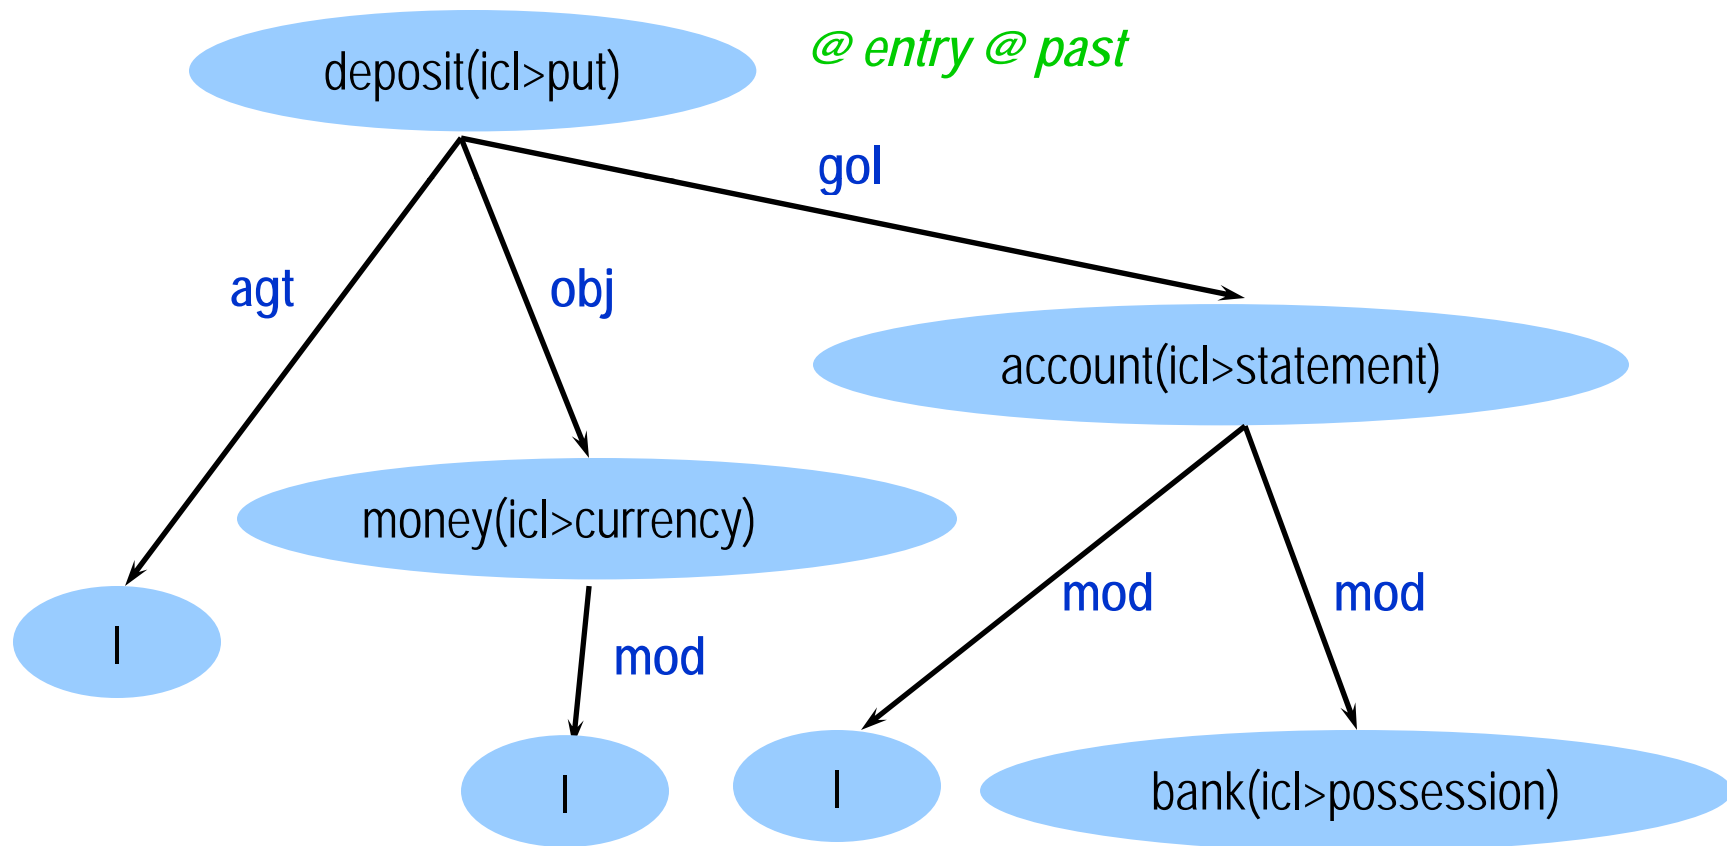 deposit(icl>put)
@ entry @ past
gol
agt
obj
account(icl>statement)
money(icl>currency)
mod
mod
I
mod
I
I
bank(icl>possession)